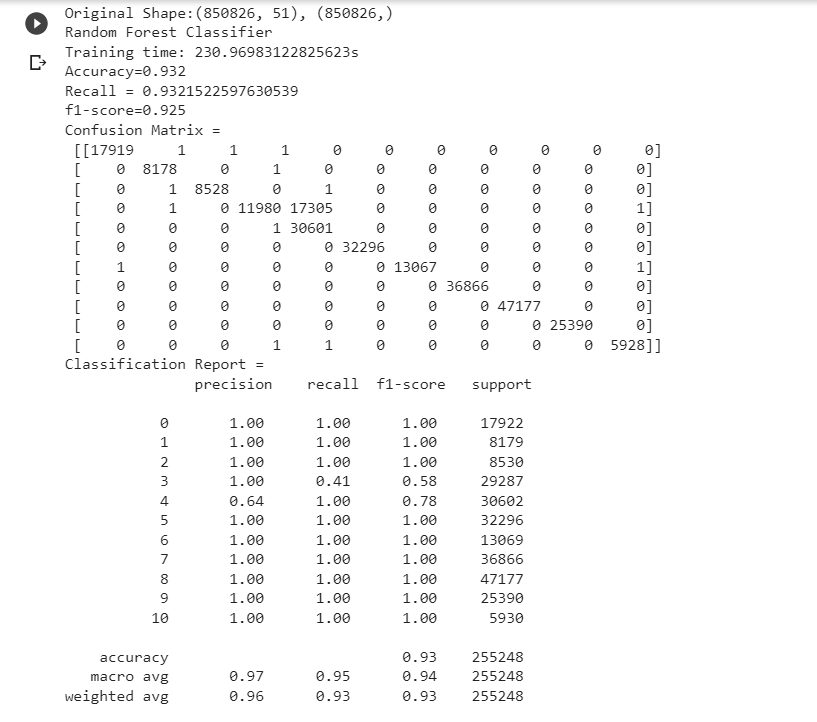 Original Shape:(850826, 51), (850826,)
Random Forest Classifier
Training time: 230.96983122825623s
Accuracy=0.932
Recall = 0.9321522597630539
f1-score=0.925
Confusion Matrix =
[[17919 1 1 1 0 0 0 0 0 0 0]
[ 0 8178 0 1 0 0 0 0 0 0 0]
[ 0 1 8528 0 1 0 0 0 0 0 0]
[ 0 1 0 11980 17305 0 0 0 0 0 1]
[ 0 0 0 1 30601 0 0 0 0 0 0]
[ 0 0 0 0 0 32296 0 0 0 0 0]
[ 1 0 0 0 0 0 13067 0 0 0 1]
[ 0 0 0 0 0 0 0 36866 0 0 0]
[ 0 0 0 0 0 0 0 0 47177 0 0]
[ 0 0 0 0 0 0 0 0 0 25390 0]
[ 0 0 0 1 1 0 0 0 0 0 5928]]
Classification Report =
precision recall f1-score support
0 1.00 1.00 1.00 17922
1 1.00 1.00 1.00 8179
2 1.00 1.00 1.00 8530
3 1.00 0.41 0.58 29287
4 0.64 1.00 0.78 30602
5 1.00 1.00 1.00 32296
6 1.00 1.00 1.00 13069
7 1.00 1.00 1.00 36866
8 1.00 1.00 1.00 47177
9 1.00 1.00 1.00 25390
10 1.00 1.00 1.00 5930
accuracy 0.93 255248
macro avg 0.97 0.95 0.94 255248
weighted avg 0.96 0.93 0.93 255248